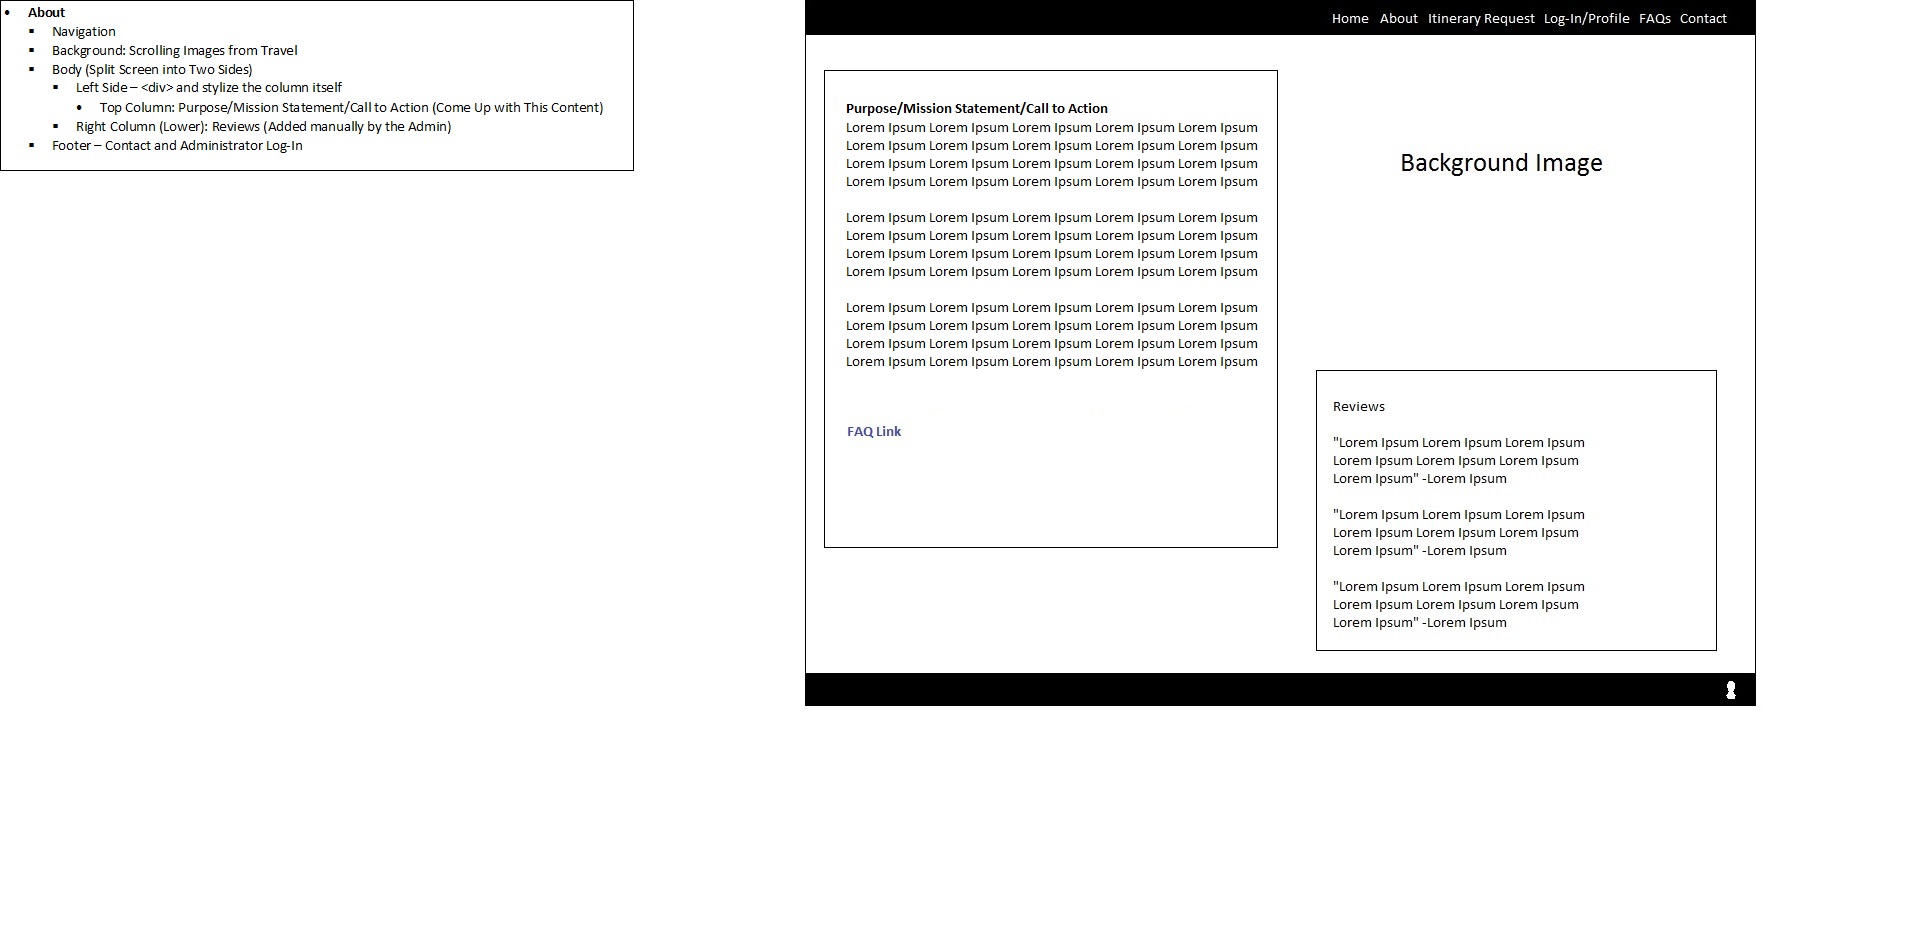 • About
▪ Navigation
▪ Background: Scrolling Images from Travel
▪ Body (Split Screen into Two Sides)
▪ Left Side – <div> and stylize the column itself
• Top Column: Purpose/Mission Statement/Call to Action (Come Up with This Content)
▪ Right Column (Lower): Reviews (Added manually by the Admin)
▪ Footer – Contact and Administrator Log-In
Home About Itinerary Request Log-In/Profile FAQs Contact
Purpose/Mission Statement/Call to Action
Lorem Ipsum Lorem Ipsum Lorem Ipsum Lorem Ipsum Lorem Ipsum
Lorem Ipsum Lorem Ipsum Lorem Ipsum Lorem Ipsum Lorem Ipsum
Lorem Ipsum Lorem Ipsum Lorem Ipsum Lorem Ipsum Lorem Ipsum
Lorem Ipsum Lorem Ipsum Lorem Ipsum Lorem Ipsum Lorem Ipsum
Lorem Ipsum Lorem Ipsum Lorem Ipsum Lorem Ipsum Lorem Ipsum
Lorem Ipsum Lorem Ipsum Lorem Ipsum Lorem Ipsum Lorem Ipsum
Lorem Ipsum Lorem Ipsum Lorem Ipsum Lorem Ipsum Lorem Ipsum
Lorem Ipsum Lorem Ipsum Lorem Ipsum Lorem Ipsum Lorem Ipsum
Lorem Ipsum Lorem Ipsum Lorem Ipsum Lorem Ipsum Lorem Ipsum
Lorem Ipsum Lorem Ipsum Lorem Ipsum Lorem Ipsum Lorem Ipsum
Lorem Ipsum Lorem Ipsum Lorem Ipsum Lorem Ipsum Lorem Ipsum
Lorem Ipsum Lorem Ipsum Lorem Ipsum Lorem Ipsum Lorem Ipsum
FAQ Link
Background Image
Reviews
"Lorem Ipsum Lorem Ipsum Lorem Ipsum
Lorem Ipsum Lorem Ipsum Lorem Ipsum
Lorem Ipsum" -Lorem Ipsum
"Lorem Ipsum Lorem Ipsum Lorem Ipsum
Lorem Ipsum Lorem Ipsum Lorem Ipsum
Lorem Ipsum" -Lorem Ipsum
"Lorem Ipsum Lorem Ipsum Lorem Ipsum
Lorem Ipsum Lorem Ipsum Lorem Ipsum
Lorem Ipsum" -Lorem Ipsum